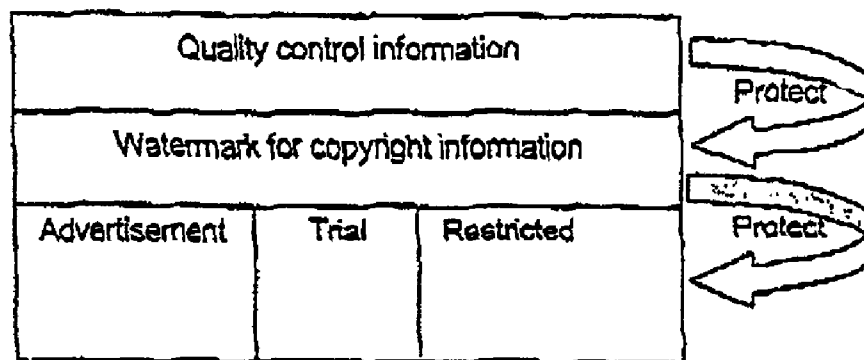 Quality control information
Protect
Watermark for copyright information
Advertisement Trial Restricted
Protect